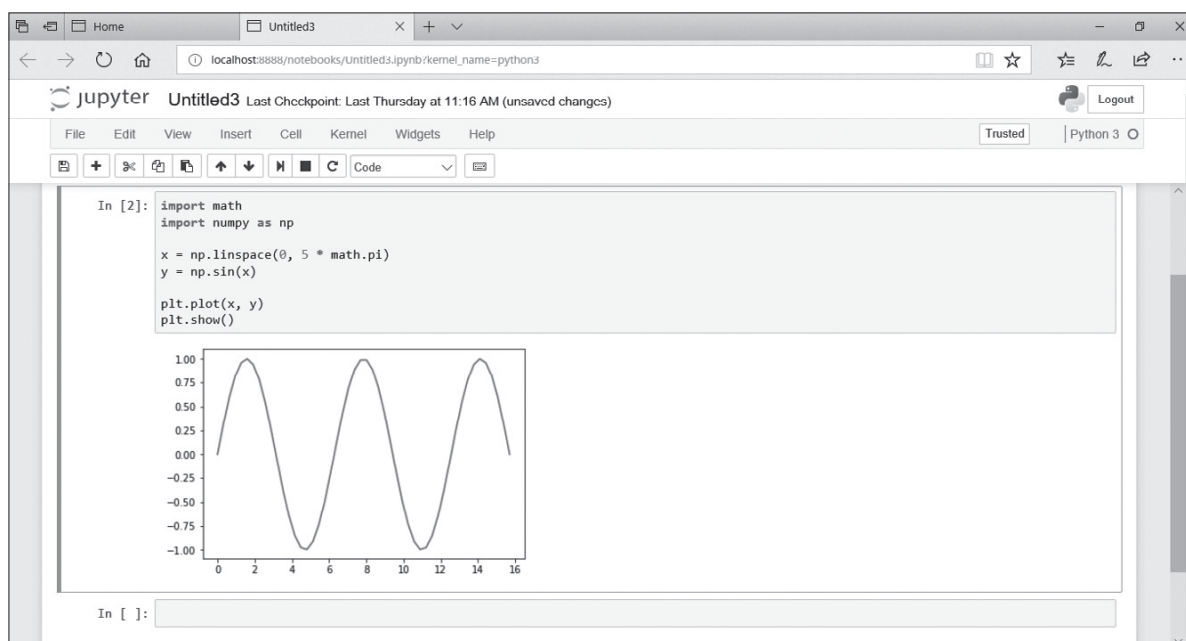 Home
Untitled3
localhost:8888/notebooks/Untitled3.ipynb?kernel_name=python3
jupyter Untitled3 Last Checkpoint: Last Thursday at 11:16 AM (unsaved changes)
Logout
File Edit View Insert Cell Kernel Widgets Help
Trusted
Python 3
Code
In [2]:
import math
import numpy as np
x = np.linspace(0, 5 * math.pi)
y = np.sin(x)
plt.plot(x, y)
plt.show()
1.00
0.75
0.50
0.25
0.00
−0.25
−0.50
−0.75
−1.00
0 2 4 6 8 10 12 14 16
In [ ]: